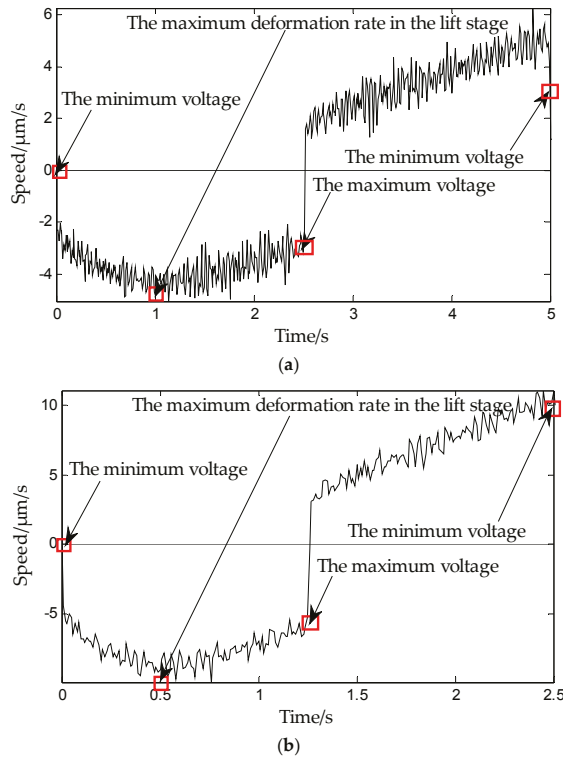 The maximum deformation rate in the lift stage
6
4
The minimum voltage
2
0
The minimum voltage
The maximum voltage
-2
-4
Speed/μm/s
0
1
2
3
4
5
Time/s
(a)
10
The maximum deformation rate in the lift stage
The minimum voltage
5
The minimum voltage
0
The maximum voltage
-5
Speed/μm/s
0
0.5
1
1.5
2
2.5
Time/s
(b)